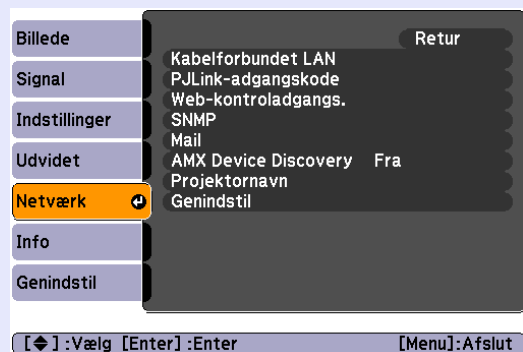 Billede
Signal
Indstillinger
Udvidet
Netværk
Info
Genindstil
Retur
Kabelforbundet LAN
PJLink-adgangskode
Web-kontroladgangs.
SNMP
Mail
AMX Device Discovery Fra
Projektornavn
Genindstil
[◆] :Vælg [Enter] :Enter [Menu]:Afslut